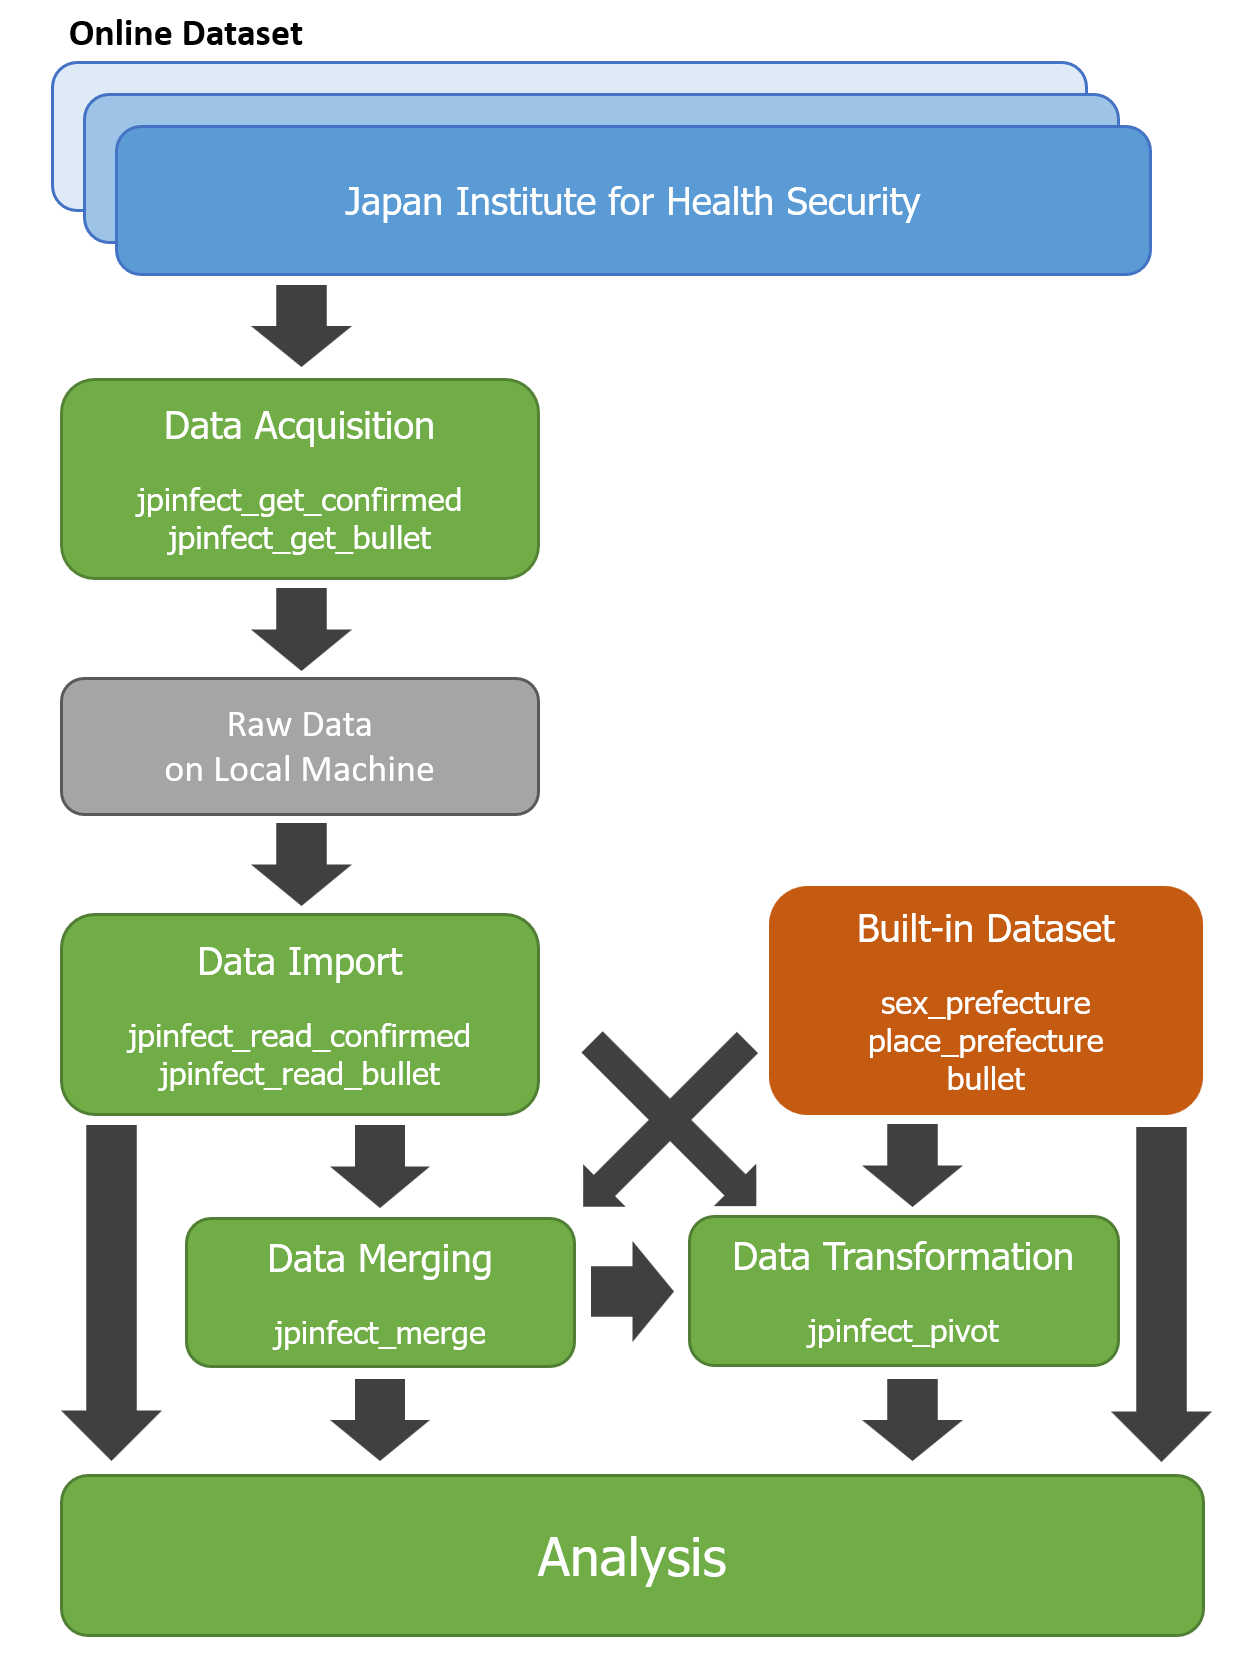 Online Dataset
Japan Institute for Health Security
Data Acquisition
jpinfect_get_confirmed
jpinfect_get_bullet
Raw Data
on Local Machine
Data Import
jpinfect_read_confirmed
jpinfect_read_bullet
Built-in Dataset
sex_prefecture
place_prefecture
bullet
Data Merging
jpinfect_merge
Data Transformation
jpinfect_pivot
Analysis